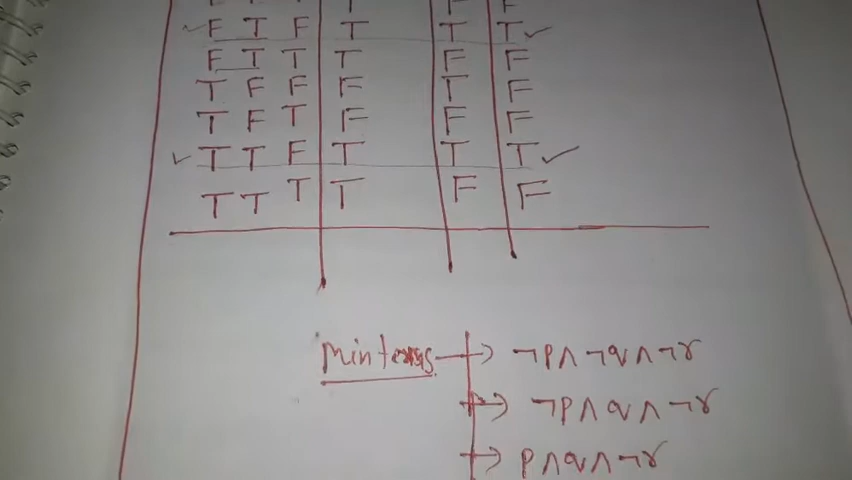 F T F T T T ✓
F T T T F F
T F F F T F
T F T F F F
✓ T T F T T T ✓
T T T T F F
Minterms → ¬p∧¬q∧¬r
→ ¬p∧q∧¬r
→ p∧q∧¬r